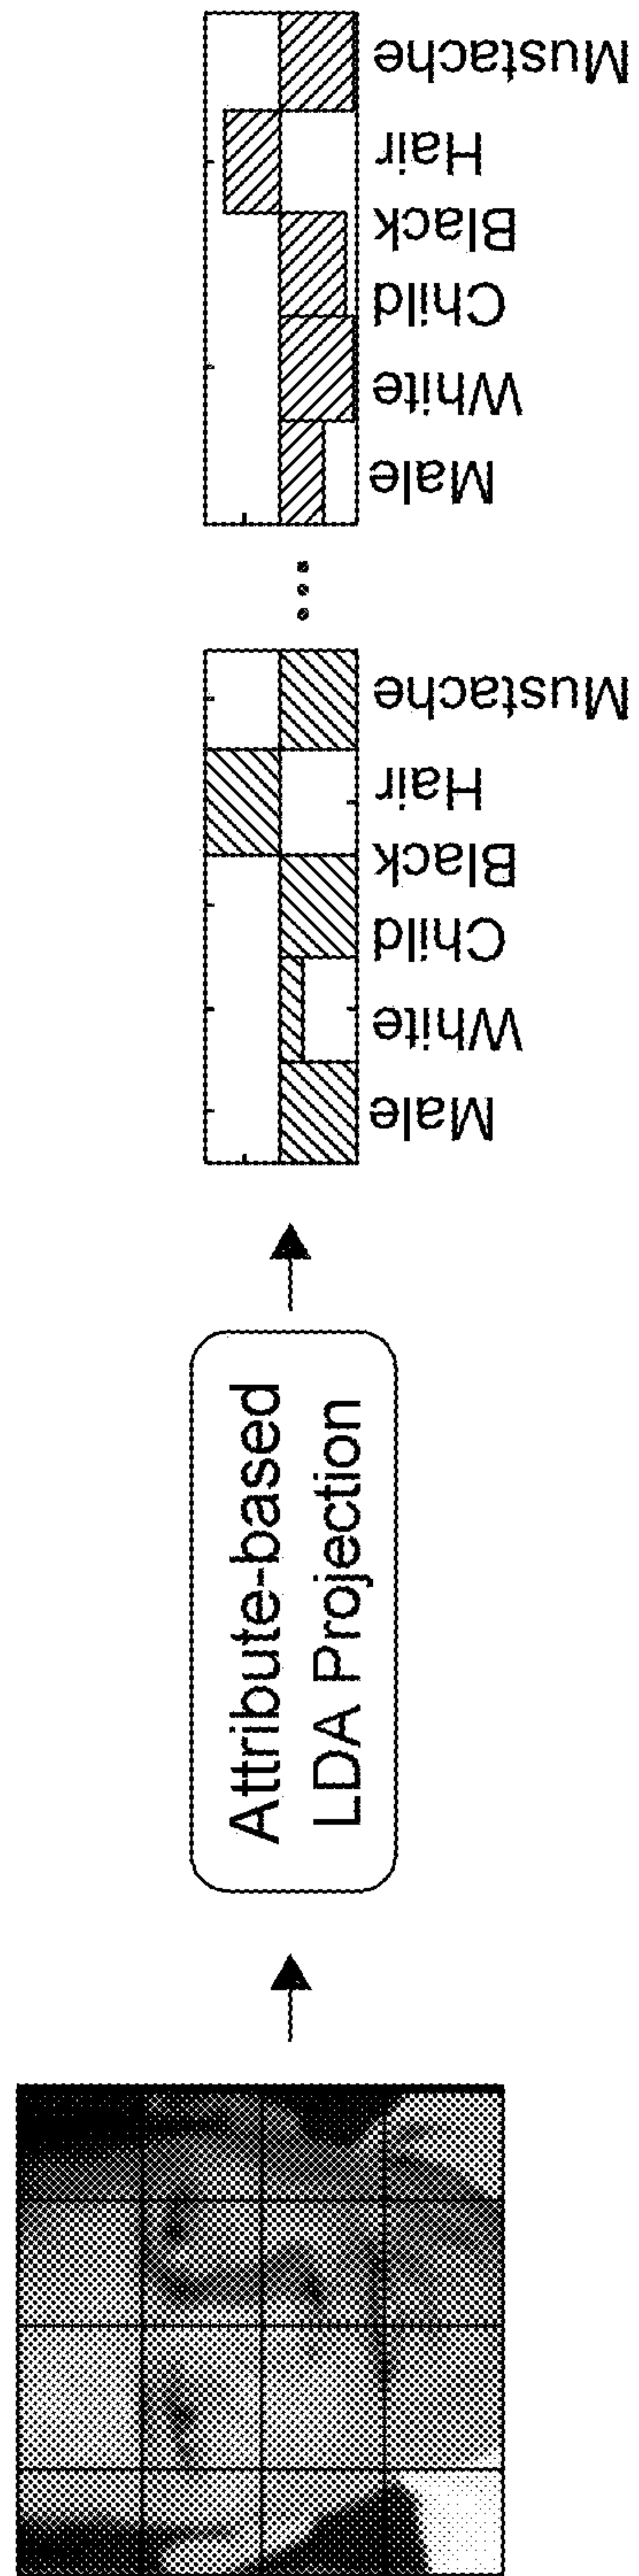 Attribute-based
LDA Projection
Male
White
Child
Black
Hair
Mustache
...
Male
White
Child
Black
Hair
Mustache